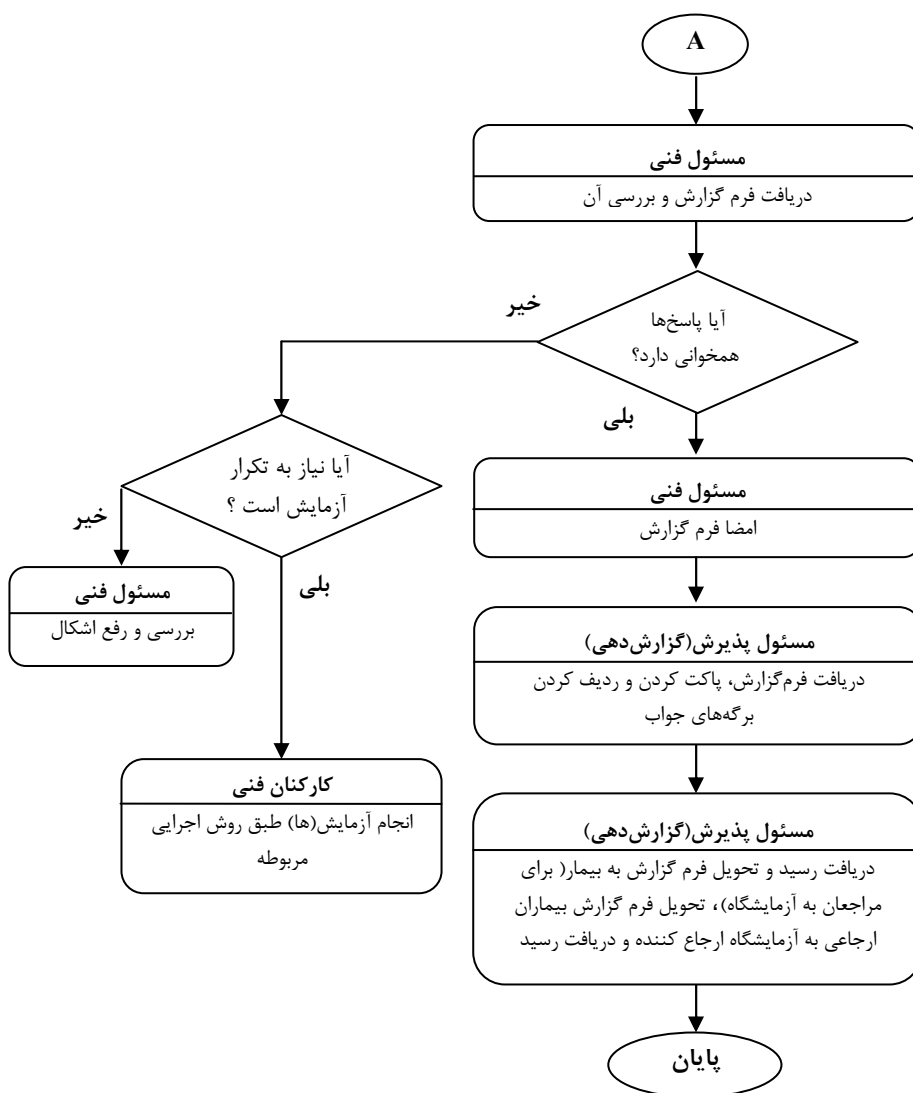 A
مسئول فنی
دریافت فرم گزارش و بررسی آن
آیا پاسخ‌ها
همخوانی دارد؟
خیر
بلی
آیا نیاز به تکرار
آزمایش است ؟
خیر
بلی
مسئول فنی
بررسی و رفع اشکال
کارکنان فنی
انجام آزمایش(ها) طبق روش اجرایی
مربوطه
مسئول فنی
امضا فرم گزارش
مسئول پذیرش(گزارش‌دهی)
دریافت فرم‌گزارش، پاکت کردن و ردیف کردن
برگه‌های جواب
مسئول پذیرش(گزارش‌دهی)
دریافت رسید و تحویل فرم گزارش به بیمار( برای
مراجعان به آزمایشگاه)، تحویل فرم گزارش بیماران
ارجاعی به آزمایشگاه ارجاع کننده و دریافت رسید
پایان